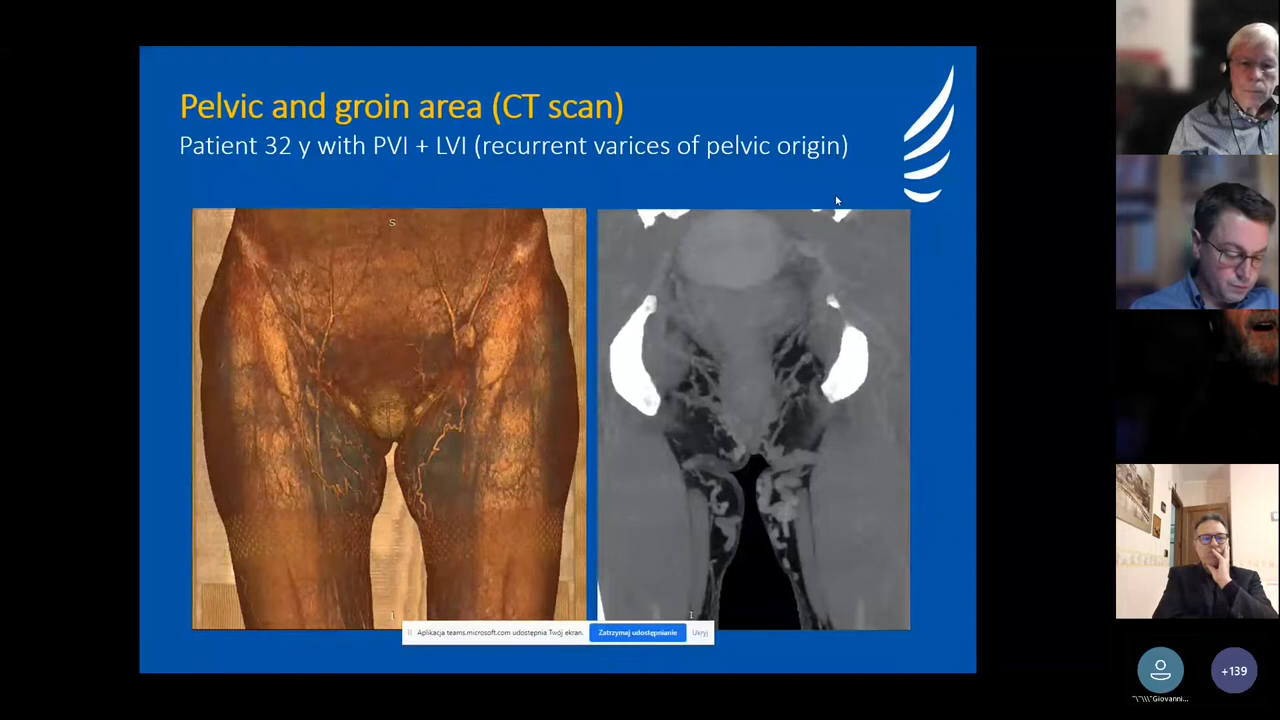 Pelvic and groin area (CT scan)
Patient 32 y with PVI + LVI (recurrent varices of pelvic origin)
S
I
I
Aplikacja teams.microsoft.com udostępnia Twój ekran.
Zatrzymaj udostępnianie
Ukryj
+139
~\~\\\~Giovanni...